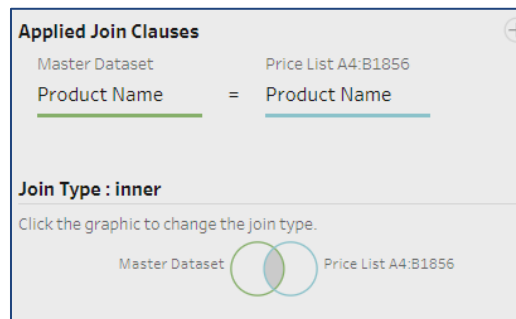 Applied Join Clauses
Master Dataset Price List A4:B1856
Product Name = Product Name
Join Type : inner
Click the graphic to change the join type.
Master Dataset Price List A4:B1856